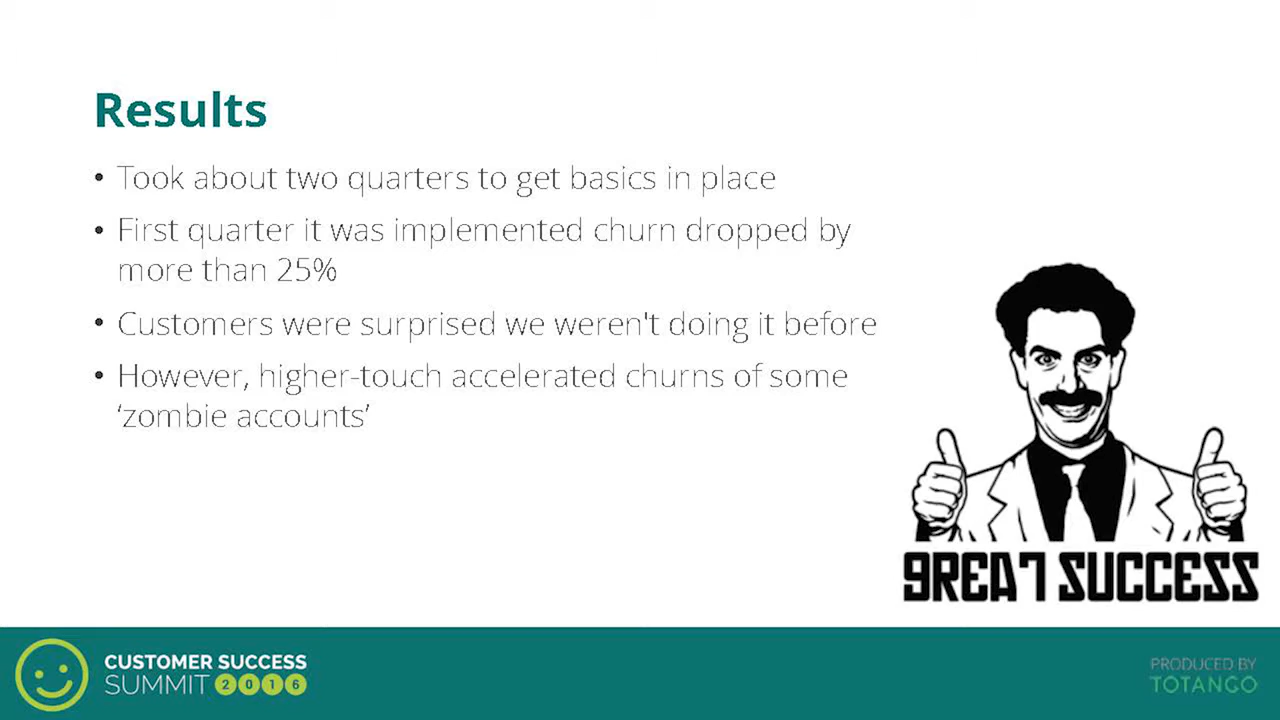 Results
• Took about two quarters to get basics in place
• First quarter it was implemented churn dropped by
more than 25%
• Customers were surprised we weren't doing it before
• However, higher-touch accelerated churns of some
‘zombie accounts’
GREAT SUCCESS
CUSTOMER SUCCESS
SUMMIT 2016
PRODUCED BY
TOTANGO